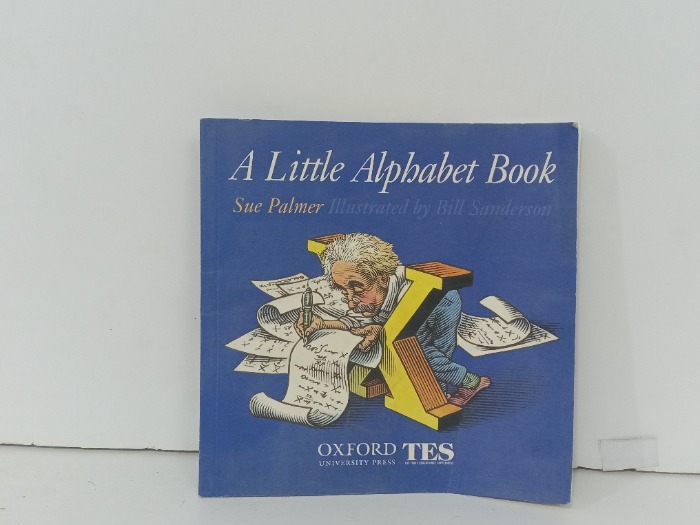 A Little Alphabet Book
Sue Palmer Illustrated by Bill Sanderson
OXFORD TES
UNIVERSITY PRESS
X